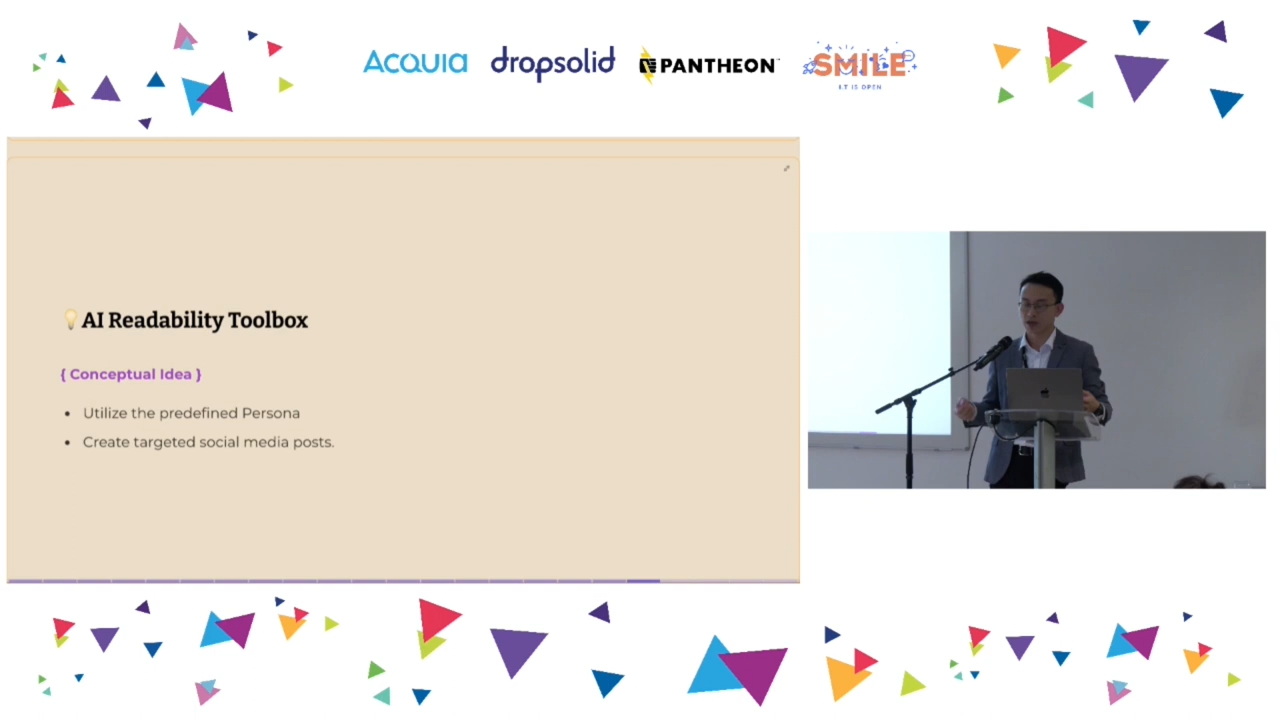 ACQUIA
dropsolid
PANTHEON
SMILE
I.T IS OPEN
AI Readability Toolbox
{ Conceptual Idea }
• Utilize the predefined Persona
• Create targeted social media posts.